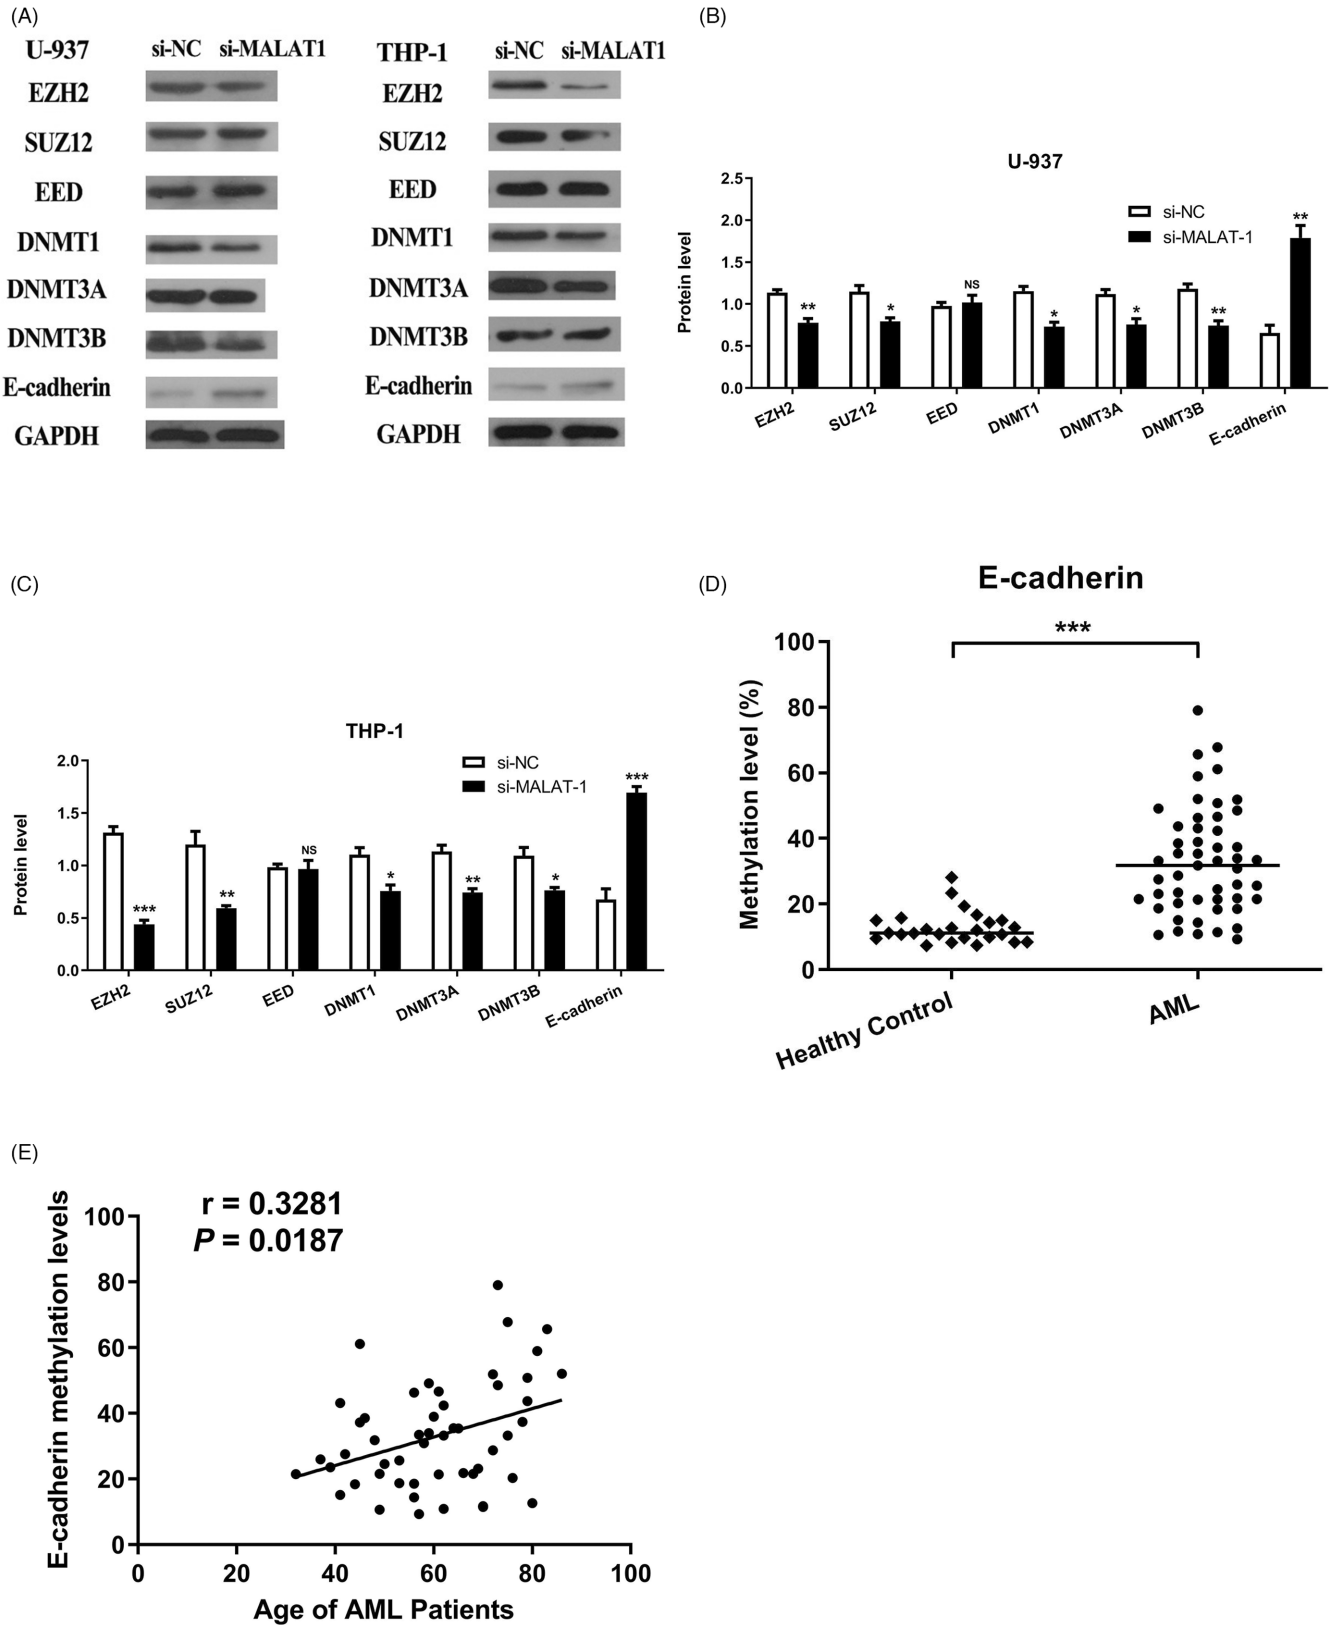 (A)
U-937 si-NC si-MALAT1
EZH2
SUZ12
EED
DNMT1
DNMT3A
DNMT3B
E-cadherin
GAPDH
THP-1 si-NC si-MALAT1
EZH2
SUZ12
EED
DNMT1
DNMT3A
DNMT3B
E-cadherin
GAPDH
(B)
U-937
si-NC
si-MALAT-1
Protein level
2.5
2.0
1.5
1.0
0.5
0.0
** * NS * * ** **
EZH2 SUZ12 EED DNMT1 DNMT3A DNMT3B E-cadherin
(C)
THP-1
si-NC
si-MALAT-1
Protein level
2.0
1.5
1.0
0.5
0.0
*** ** NS * ** * ***
EZH2 SUZ12 EED DNMT1 DNMT3A DNMT3B E-cadherin
(D)
E-cadherin
***
Methylation level (%)
100
80
60
40
20
0
Healthy Control AML
(E)
r = 0.3281
P = 0.0187
E-cadherin methylation levels
100
80
60
40
20
0
0 20 40 60 80 100
Age of AML Patients